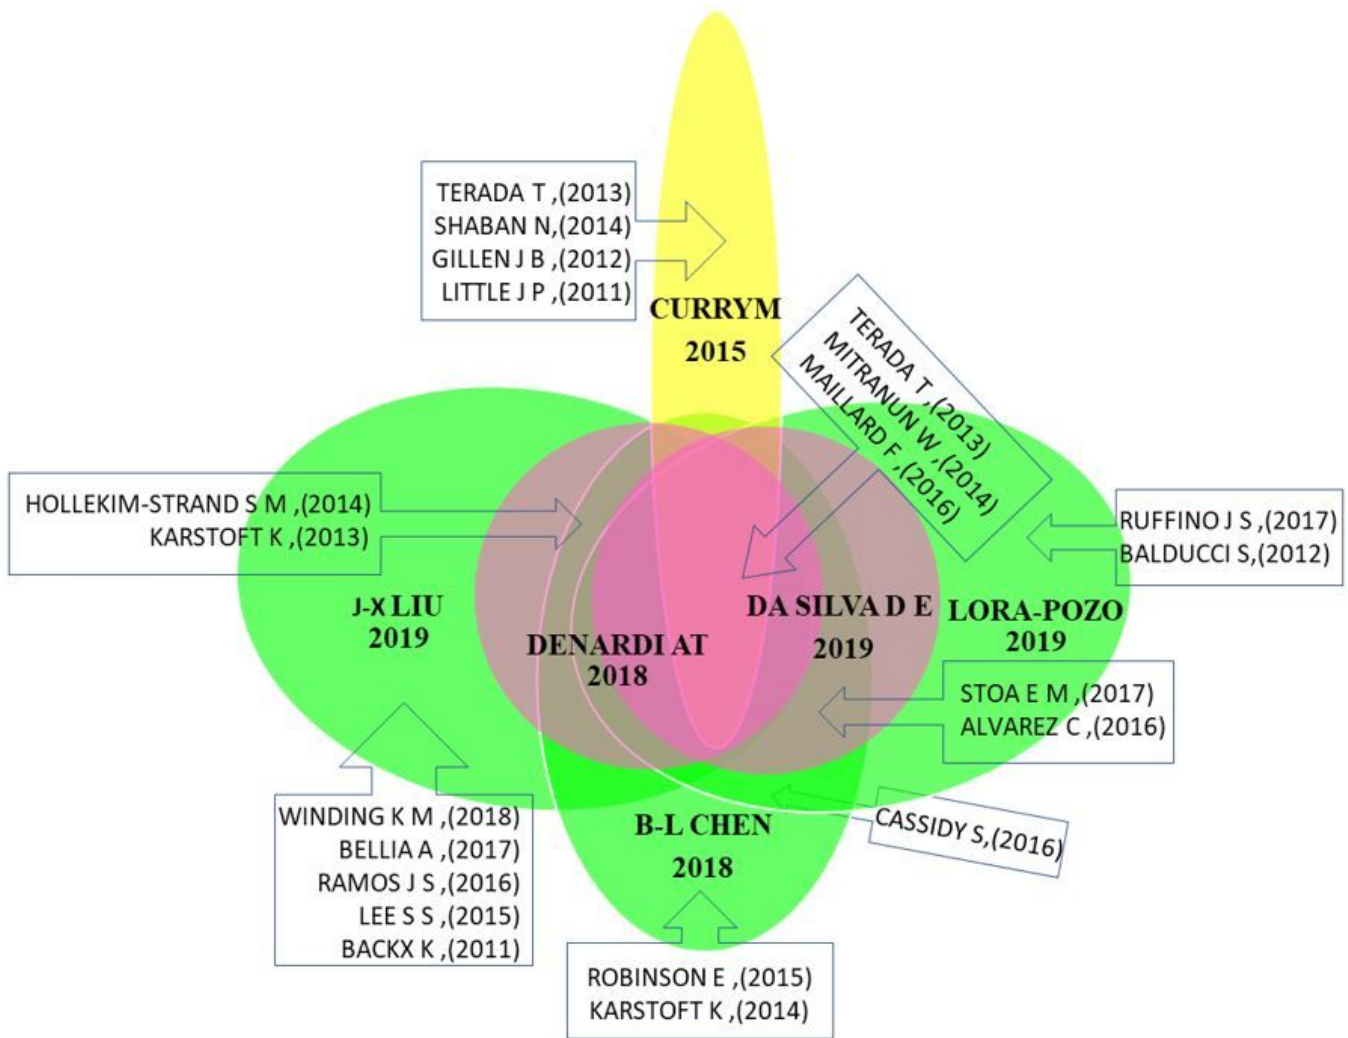 TERADA T ,(2013)
SHABAN N,(2014)
GILLEN J B ,(2012)
LITTLE J P ,(2011)
CURRYM
2015
TERADA T ,(2013)
MITRANUN W ,(2014)
MAILLARD F ,(2016)
HOLLEKIM-STRAND S M ,(2014)
KARSTOFT K ,(2013)
RUFFINO J S ,(2017)
BALDUCCI S,(2012)
J-X LIU
2019
DENARDI AT
2018
DA SILVA D E
2019
LORA-POZO
2019
STOA E M ,(2017)
ALVAREZ C ,(2016)
WINDING K M ,(2018)
BELLIA A ,(2017)
RAMOS J S ,(2016)
LEE S S ,(2015)
BACKX K ,(2011)
B-L CHEN
2018
CASSIDY S,(2016)
ROBINSON E ,(2015)
KARSTOFT K ,(2014)